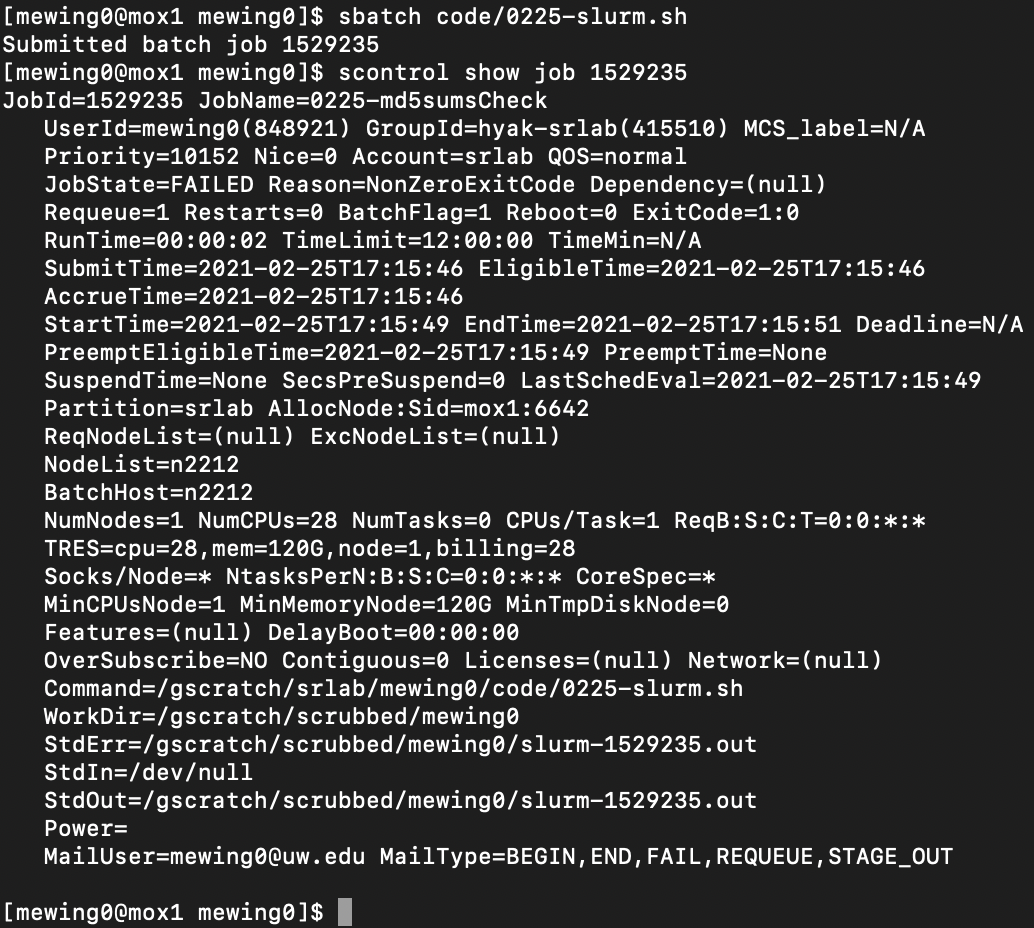 [mewing0@mox1 mewing0]$ sbatch code/0225-slurm.sh
Submitted batch job 1529235
[mewing0@mox1 mewing0]$ scontrol show job 1529235
JobId=1529235 JobName=0225-md5sumsCheck
   UserId=mewing0(848921) GroupId=hyak-srlab(415510) MCS_label=N/A
   Priority=10152 Nice=0 Account=srlab QOS=normal
   JobState=FAILED Reason=NonZeroExitCode Dependency=(null)
   Requeue=1 Restarts=0 BatchFlag=1 Reboot=0 ExitCode=1:0
   RunTime=00:00:02 TimeLimit=12:00:00 TimeMin=N/A
   SubmitTime=2021-02-25T17:15:46 EligibleTime=2021-02-25T17:15:46
   AccrueTime=2021-02-25T17:15:46
   StartTime=2021-02-25T17:15:49 EndTime=2021-02-25T17:15:51 Deadline=N/A
   PreemptEligibleTime=2021-02-25T17:15:49 PreemptTime=None
   SuspendTime=None SecsPreSuspend=0 LastSchedEval=2021-02-25T17:15:49
   Partition=srlab AllocNode:Sid=mox1:6642
   ReqNodeList=(null) ExcNodeList=(null)
   NodeList=n2212
   BatchHost=n2212
   NumNodes=1 NumCPUs=28 NumTasks=0 CPUs/Task=1 ReqB:S:C:T=0:0:*:*
   TRES=cpu=28,mem=120G,node=1,billing=28
   Socks/Node=* NtasksPerN:B:S:C=0:0:*:* CoreSpec=*
   MinCPUsNode=1 MinMemoryNode=120G MinTmpDiskNode=0
   Features=(null) DelayBoot=00:00:00
   OverSubscribe=NO Contiguous=0 Licenses=(null) Network=(null)
   Command=/gscratch/srlab/mewing0/code/0225-slurm.sh
   WorkDir=/gscratch/scrubbed/mewing0
   StdErr=/gscratch/scrubbed/mewing0/slurm-1529235.out
   StdIn=/dev/null
   StdOut=/gscratch/scrubbed/mewing0/slurm-1529235.out
   Power=
   MailUser=mewing0@uw.edu MailType=BEGIN,END,FAIL,REQUEUE,STAGE_OUT
[mewing0@mox1 mewing0]$